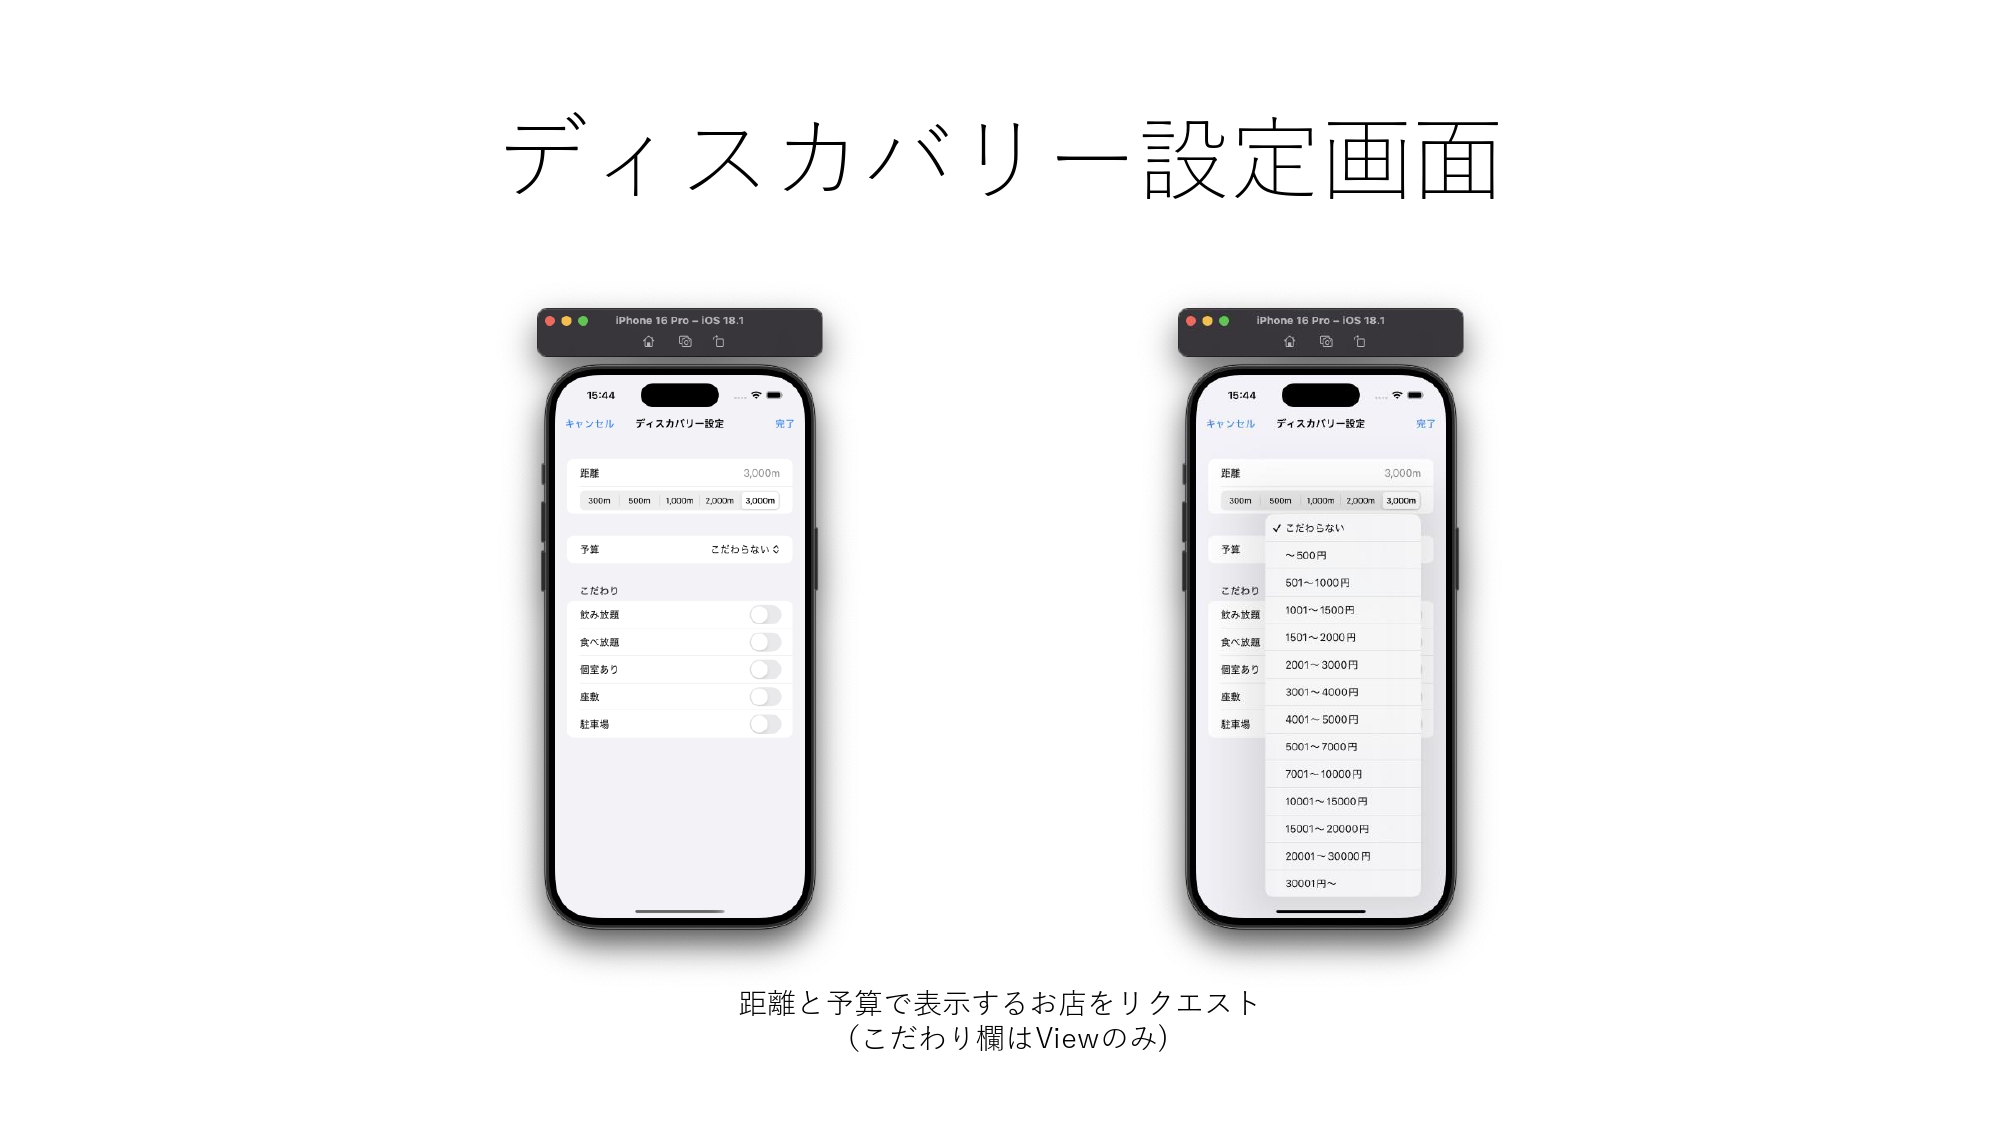 ディスカバリー設定画面
iPhone 16 Pro – iOS 18.1
15:44
キャンセル ディスカバリー設定 完了
距離 3,000m
300m 500m 1,000m 2,000m 3,000m
予算 こだわらない
こだわり
飲み放題
食べ放題
個室あり
座敷
駐車場
iPhone 16 Pro – iOS 18.1
15:44
キャンセル ディスカバリー設定 完了
距離 3,000m
300m 500m 1,000m 2,000m 3,000m
予算
こだわり
飲み放題
食べ放題
個室あり
座敷
駐車場
✓ こだわらない
～500円
501～1000円
1001～1500円
1501～2000円
2001～3000円
3001～4000円
4001～5000円
5001～7000円
7001～10000円
10001～15000円
15001～20000円
20001～30000円
30001円～
距離と予算で表示するお店をリクエスト
（こだわり欄はViewのみ）